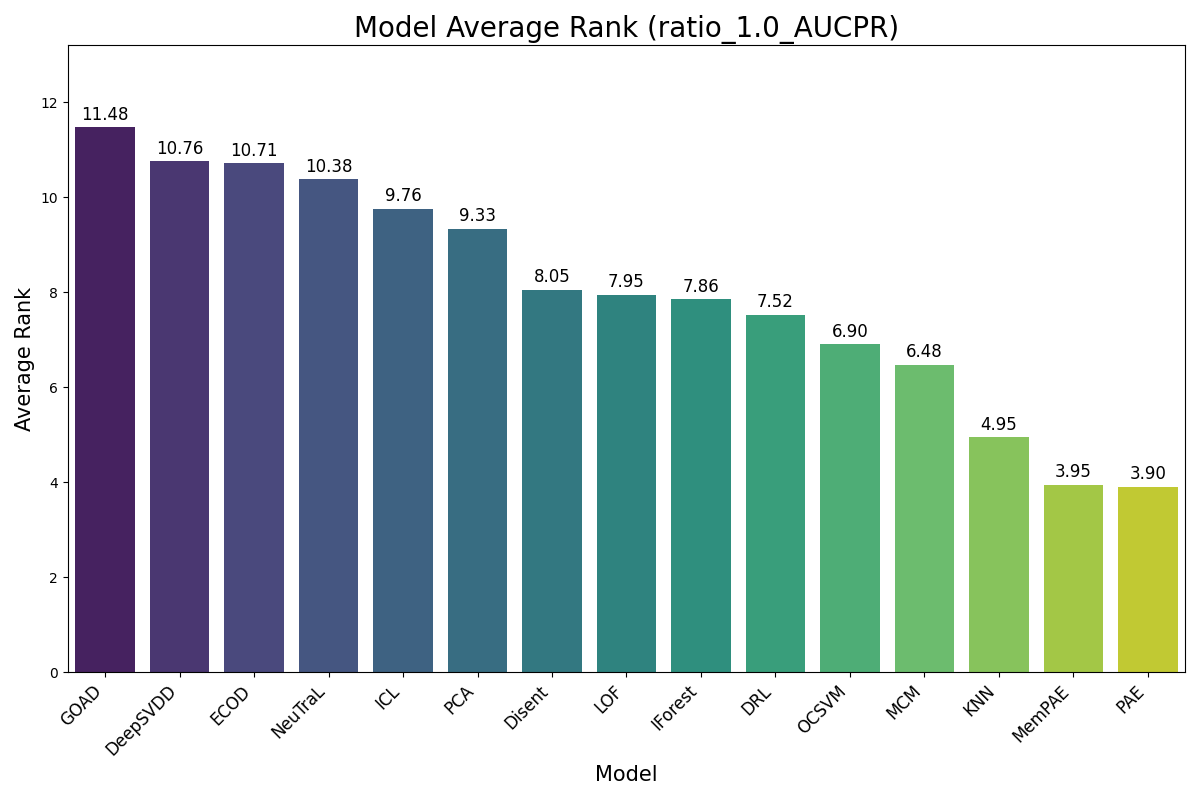 Model Average Rank (ratio_1.0_AUCPR)
Average Rank
12
10
8
6
4
2
0
11.48
10.76
10.71
10.38
9.76
9.33
8.05
7.95
7.86
7.52
6.90
6.48
4.95
3.95
3.90
GOAD
DeepSVDD
ECOD
NeuTraL
ICL
PCA
Disent
LOF
IForest
DRL
OCSVM
MCM
KNN
MemPAE
PAE
Model